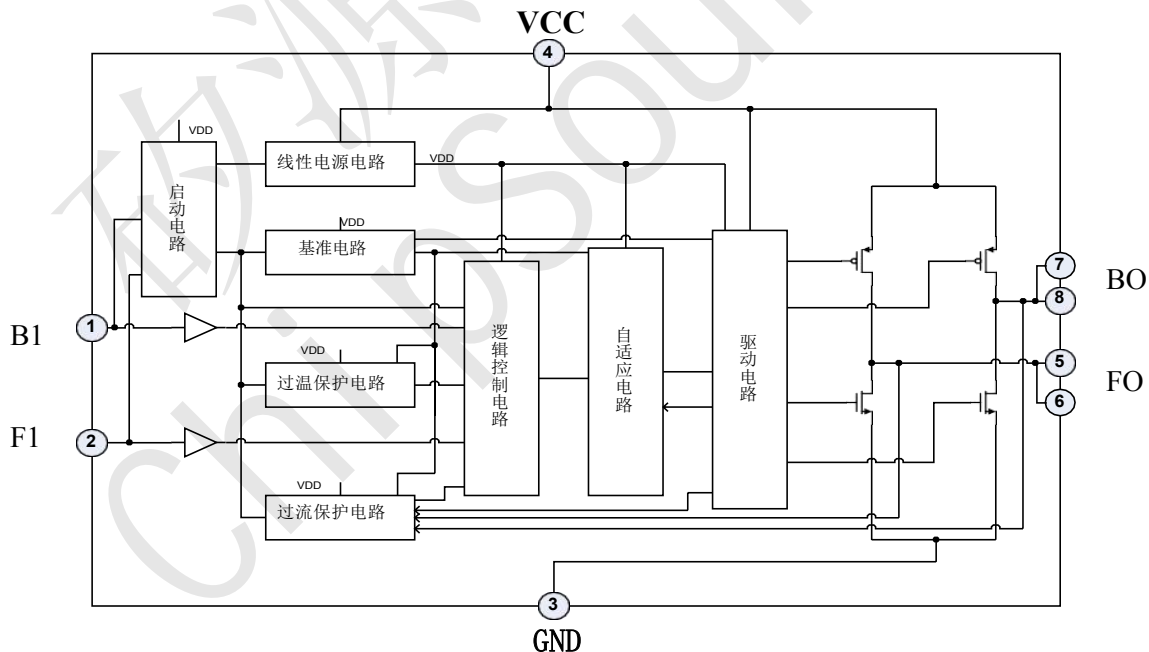 VCC
4
VDD
启动电路
线性电源电路
VDD
VDD
基准电路
B1
1
逻辑控制电路
自适应电路
驱动电路
7
8
BO
VDD
过温保护电路
5
6
FO
F1
2
VDD
过流保护电路
3
GND
矽源
ChipSour